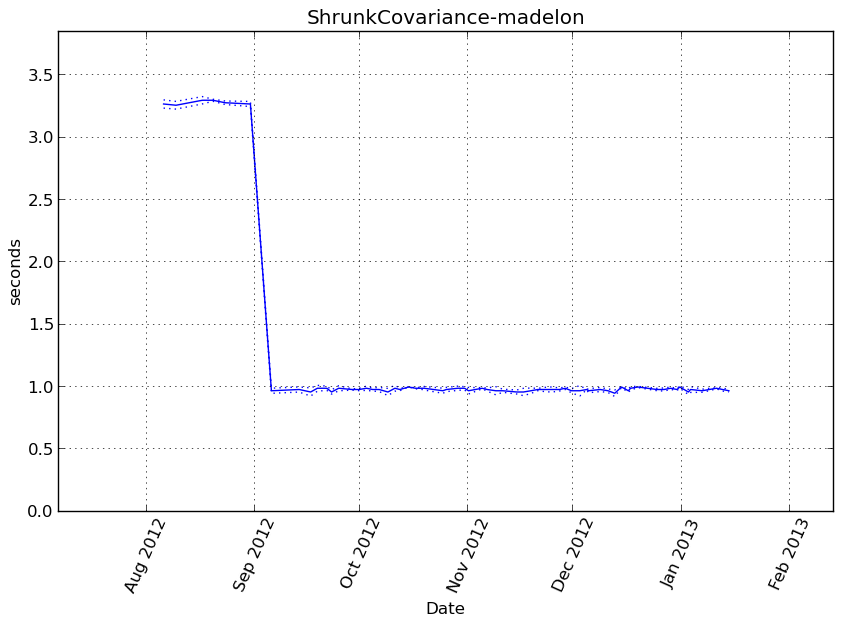 ShrunkCovariance-madelon
3.5
3.0
2.5
2.0
1.5
1.0
0.5
0.0
seconds
Aug 2012
Sep 2012
Oct 2012
Nov 2012
Dec 2012
Jan 2013
Feb 2013
Date